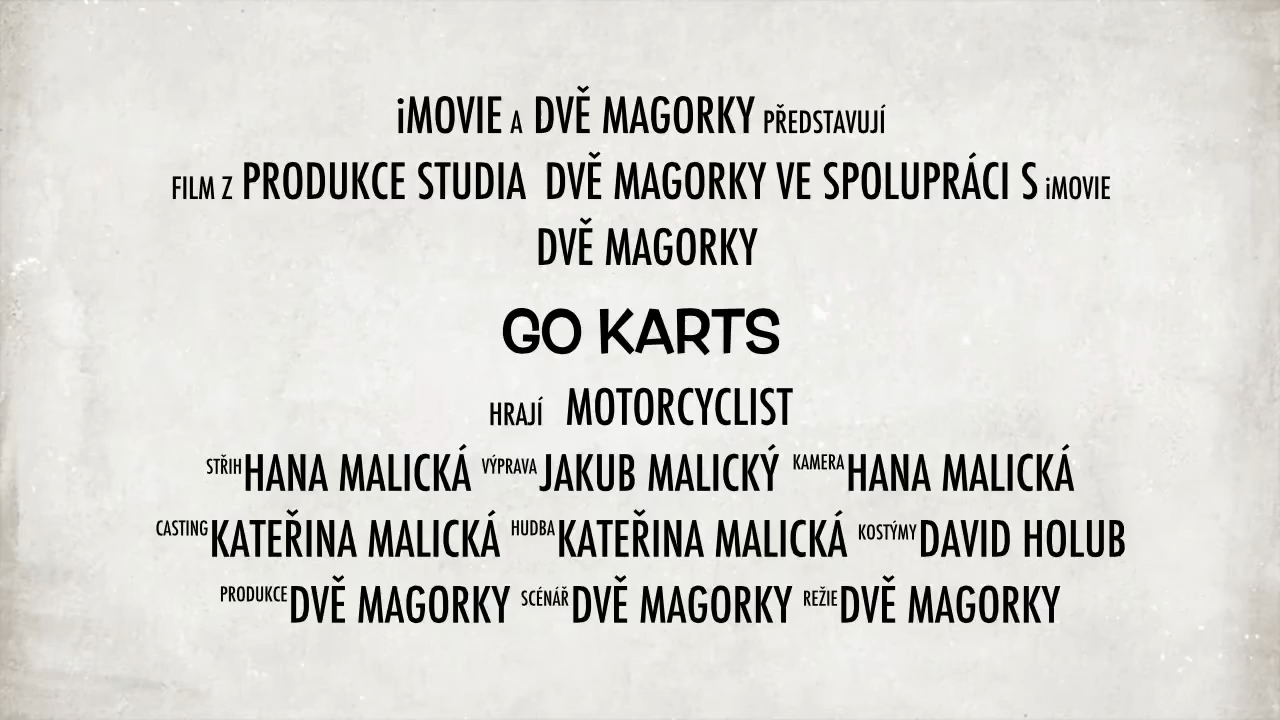 iMOVIE A DVĚ MAGORKY PŘEDSTAVUJÍ
FILM Z PRODUKCE STUDIA DVĚ MAGORKY VE SPOLUPRÁCI S iMOVIE
DVĚ MAGORKY
GO KARTS
HRAJÍ MOTORCYCLIST
STŘIH HANA MALICKÁ VÝPRAVA JAKUB MALICKÝ KAMERA HANA MALICKÁ
CASTING KATEŘINA MALICKÁ HUDBA KATEŘINA MALICKÁ KOSTÝMY DAVID HOLUB
PRODUKCE DVĚ MAGORKY SCÉNÁŘ DVĚ MAGORKY REŽIE DVĚ MAGORKY